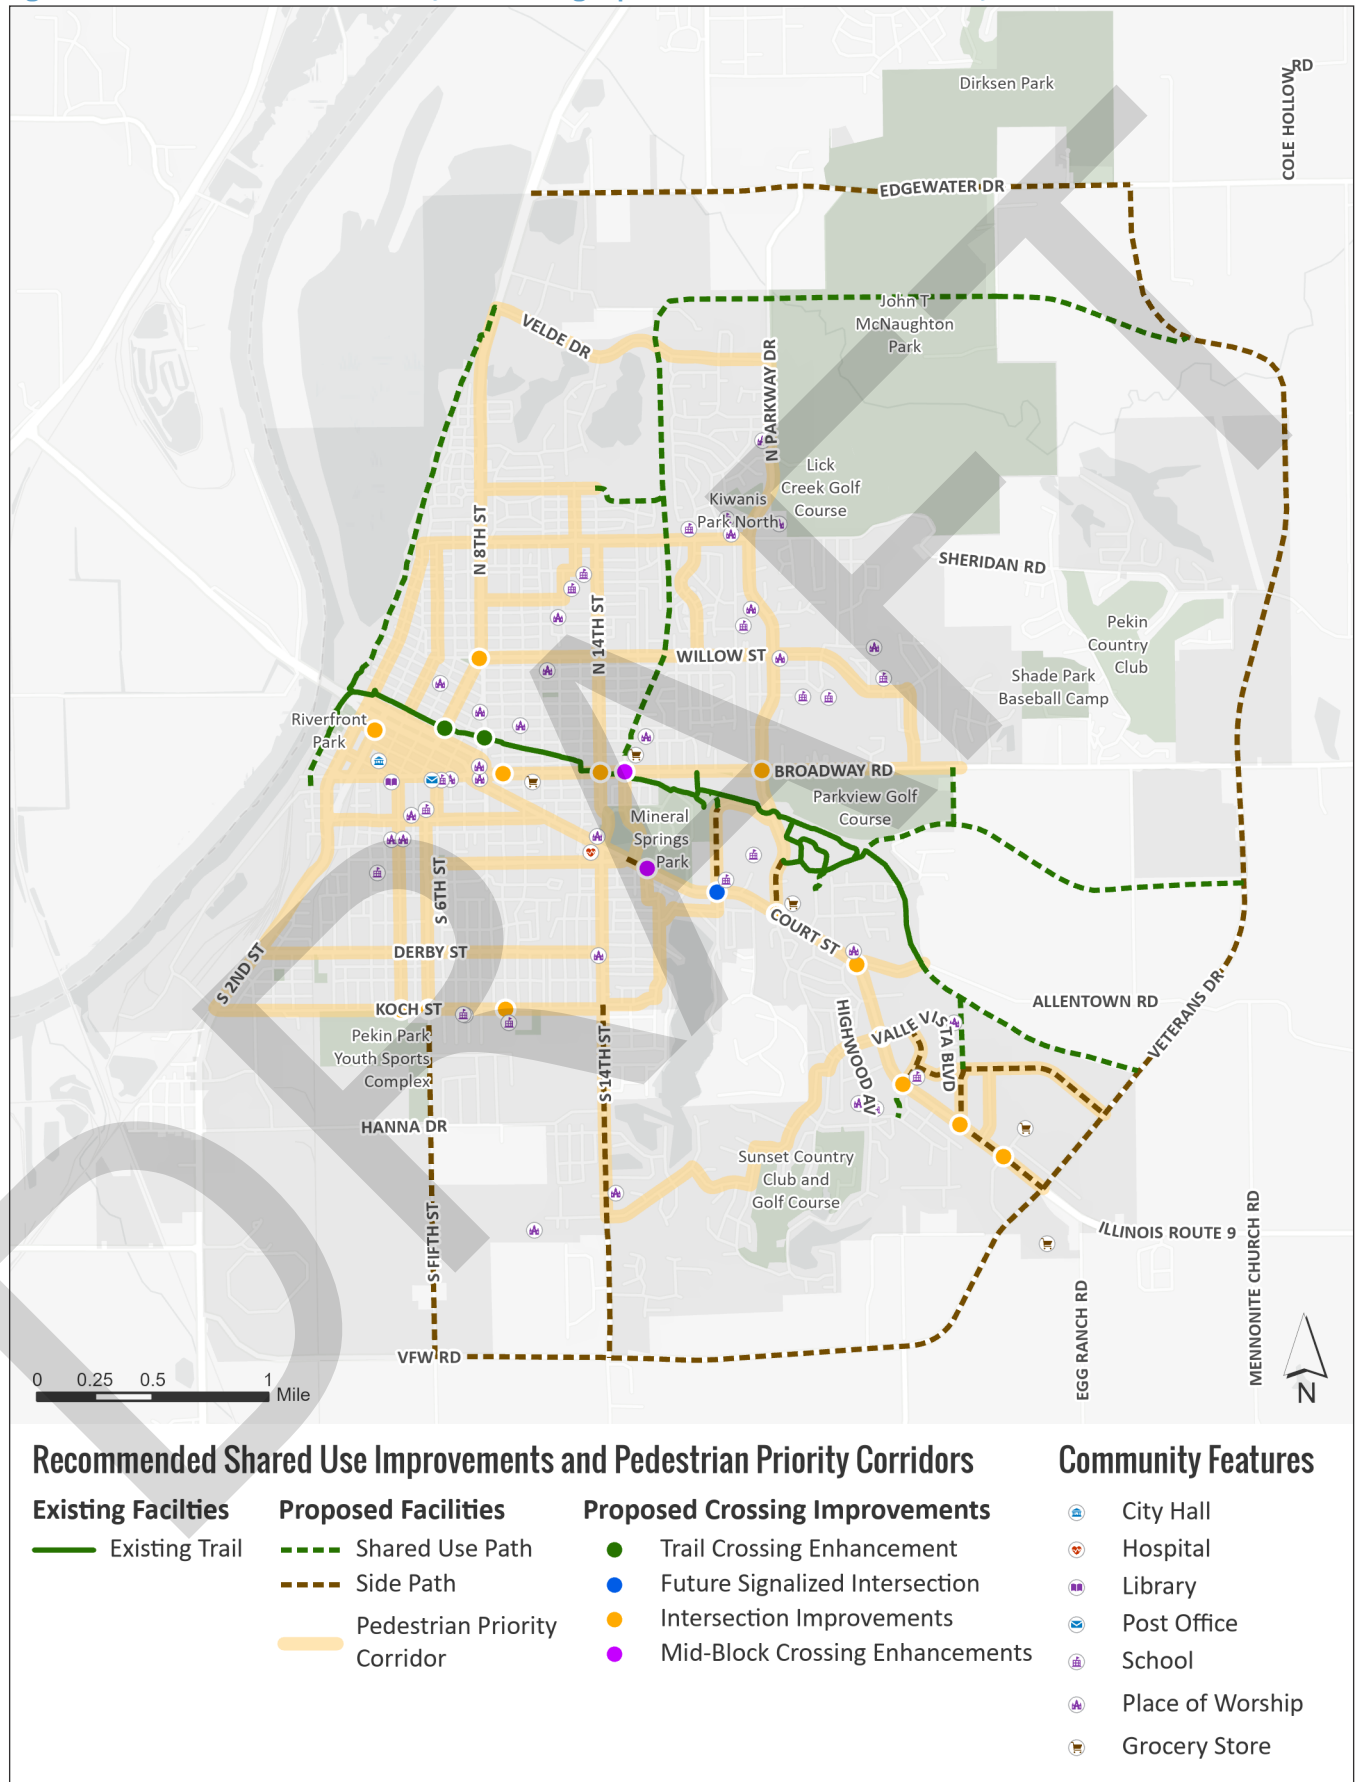 Dirksen Park
COLE HOLLOW RD
EDGEWATER DR
John T
McNaughton
Park
VELDE DR
N PARKWAY DR
Lick
Creek Golf
Course
Kiwanis
Park North
N 8TH ST
SHERIDAN RD
N 14TH ST
Pekin
Country
Club
WILLOW ST
Shade Park
Baseball Camp
Riverfront
Park
BROADWAY RD
Parkview Golf
Course
Mineral
Springs
Park
S 6TH ST
COURT ST
DERBY ST
S 2ND ST
KOCH ST
ALLENTOWN RD
VETERANS DR
HIGHWOOD AV
VALLE VISTA BLVD
Pekin Park
Youth Sports
Complex
S 14TH ST
HANNA DR
Sunset Country
Club and
Golf Course
S FIFTH ST
ILLINOIS ROUTE 9
MENNONITE CHURCH RD
EGG RANCH RD
VFW RD
0 0.25 0.5 1
Mile
N
DRAFT
Recommended Shared Use Improvements and Pedestrian Priority Corridors
Existing Facilties
Existing Trail
Proposed Facilities
Shared Use Path
Side Path
Pedestrian Priority
Corridor
Proposed Crossing Improvements
Trail Crossing Enhancement
Future Signalized Intersection
Intersection Improvements
Mid-Block Crossing Enhancements
Community Features
City Hall
Hospital
Library
Post Office
School
Place of Worship
Grocery Store